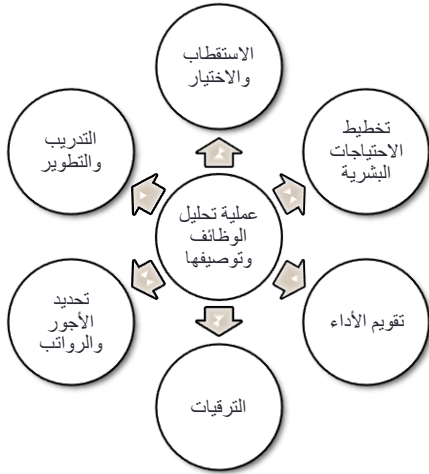 الاستقطاب
والاختيار
تخطيط
الاحتياجات
البشرية
التدريب
والتطوير
عملية تحليل
الوظائف
وتوصيفها
تقويم الأداء
تحديد
الأجور
والرواتب
الترقيات